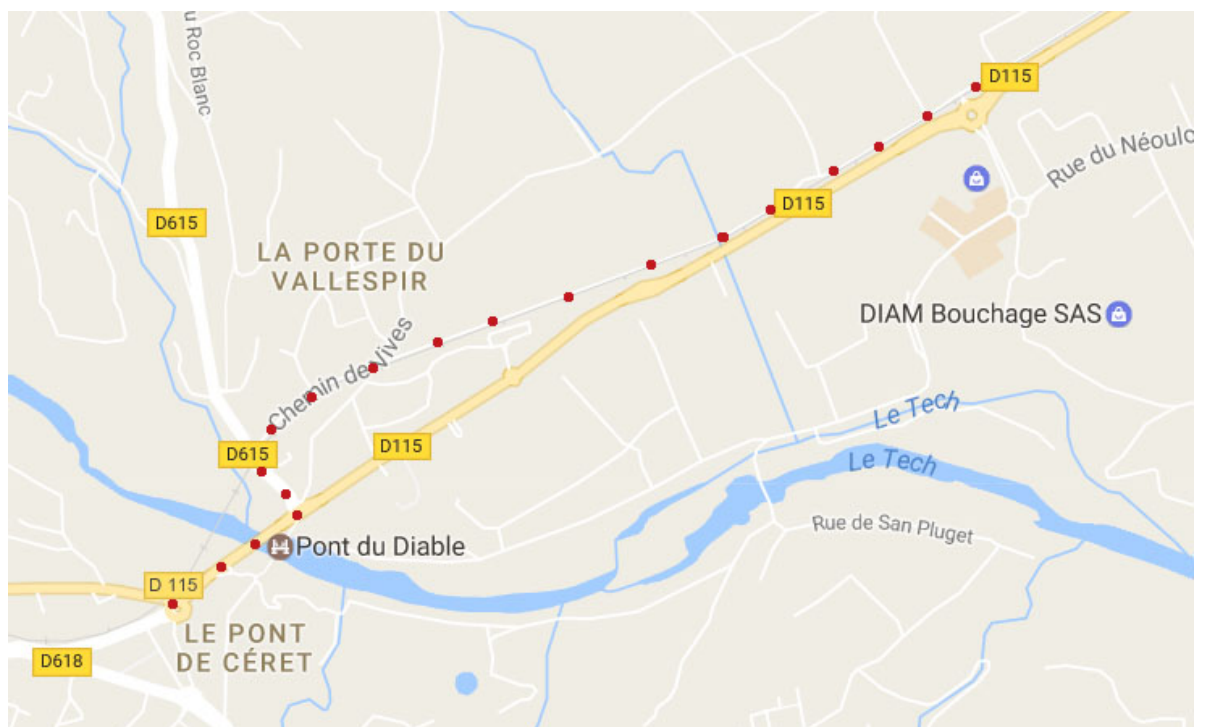 u Roc Blanc
D115
Rue du Néoulc
D615
D115
LA PORTE DU
VALLESPIR
DIAM Bouchage SAS
Chemin de Vives
Le Tech
D615
D115
Le Tech
Rue de San Pluget
Pont du Diable
D 115
LE PONT
DE CÉRET
D618